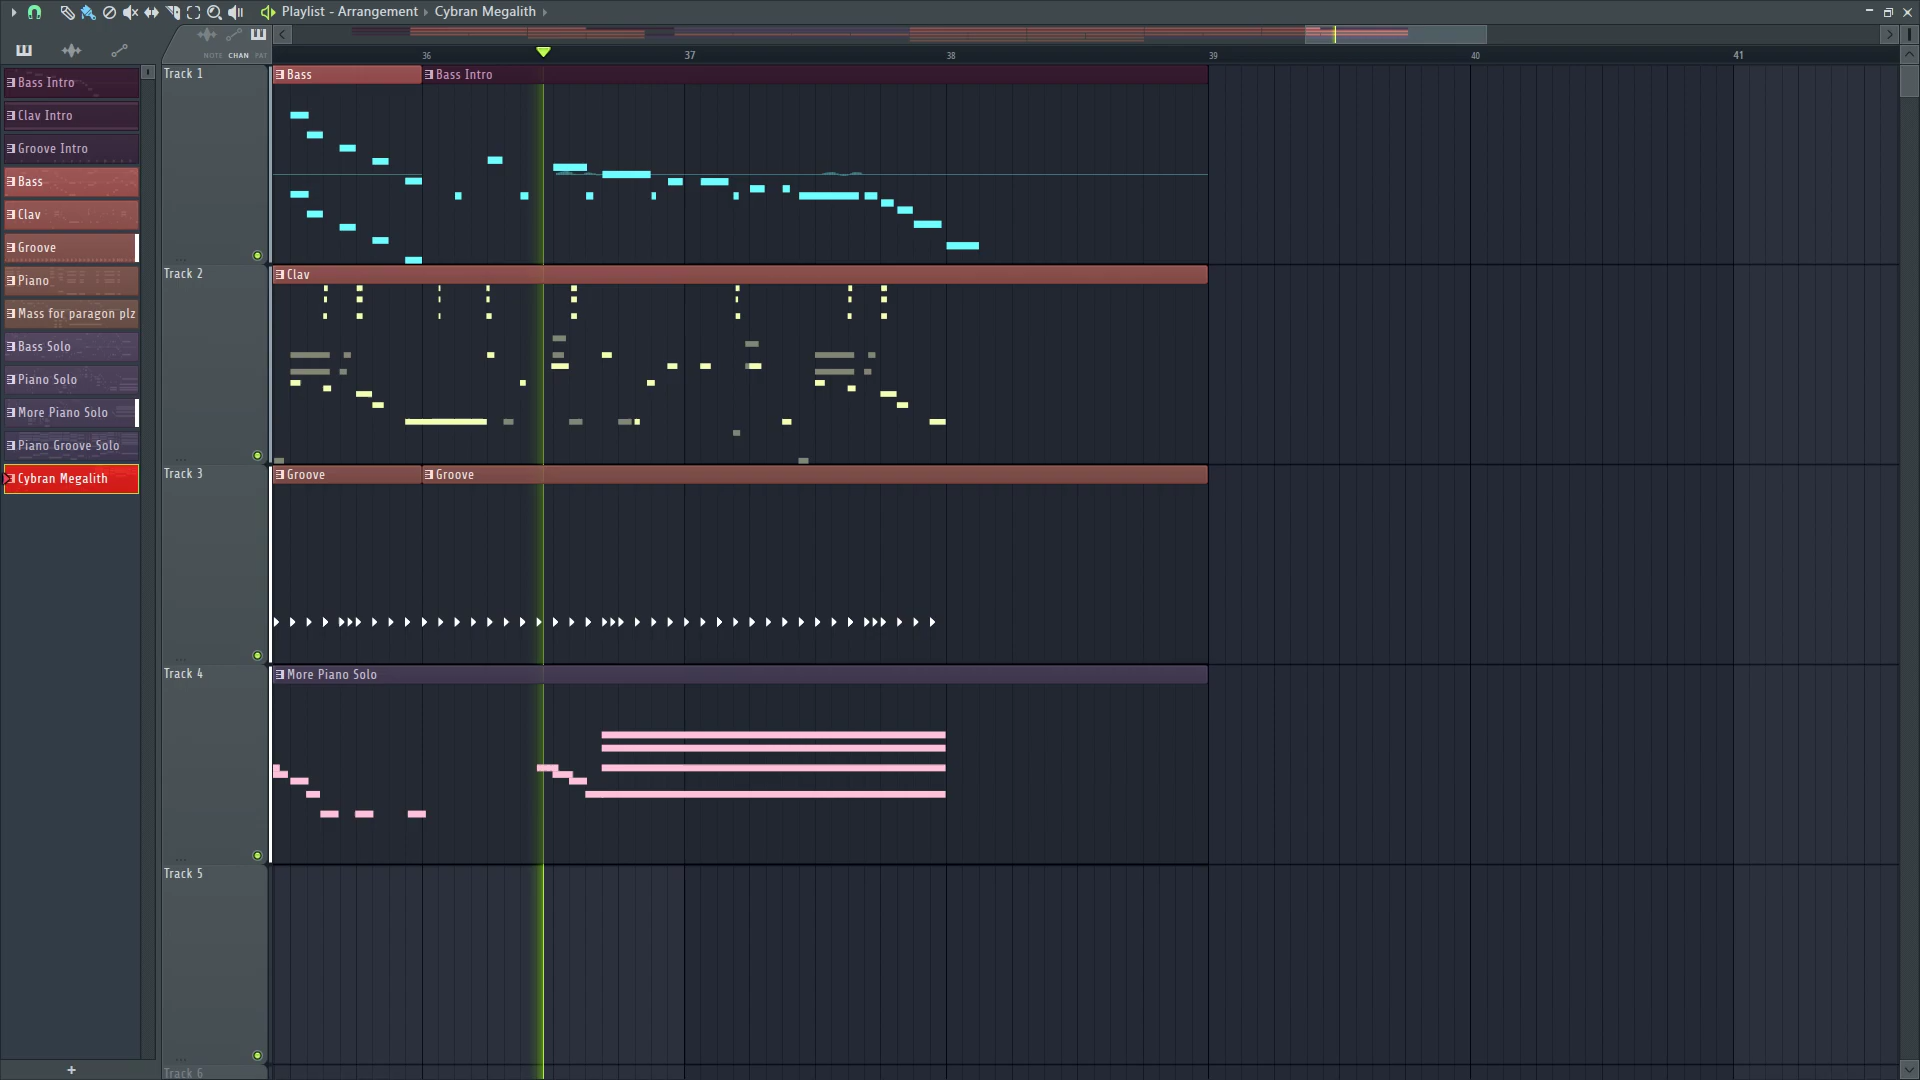 Playlist - Arrangement › Cybran Megalith ›
NOTE CHAN PAT
36 37 38 39 40 41
Bass Intro
Clav Intro
Groove Intro
Bass
Clav
Groove
Piano
Mass for paragon plz
Bass Solo
Piano Solo
More Piano Solo
Piano Groove Solo
Cybran Megalith
+
Track 1
Bass
Bass Intro
Track 2
Clav
Track 3
Groove
Groove
Track 4
More Piano Solo
Track 5
Track 6